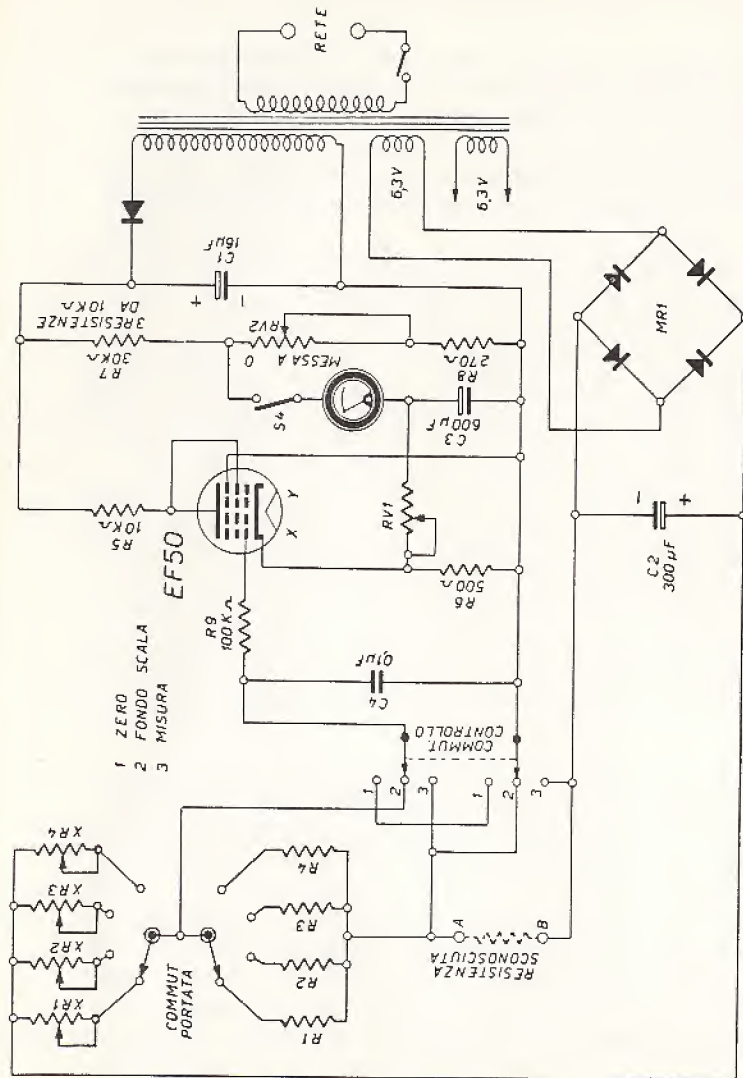 RETE
6,3V
6,3V
C1
16µF
+
-
3 RESISTENZE
DA 10KΩ
R7
30KΩ
RV2
MESSA A
0
R8
270Ω
S4
C3
600µF
MR1
R5
10KΩ
EF50
X
Y
RV1
R6
500Ω
R9
100KΩ
C4
0,1µF
C2
300µF
-
+
1 ZERO
2 FONDO SCALA
3 MISURA
COMMUT.
CONTROLLO
1
2
3
1
2
3
XR1
XR2
XR3
XR4
COMMUT
PORTATA
R1
R2
R3
R4
A
B
RESISTENZA
SCONOSCIUTA